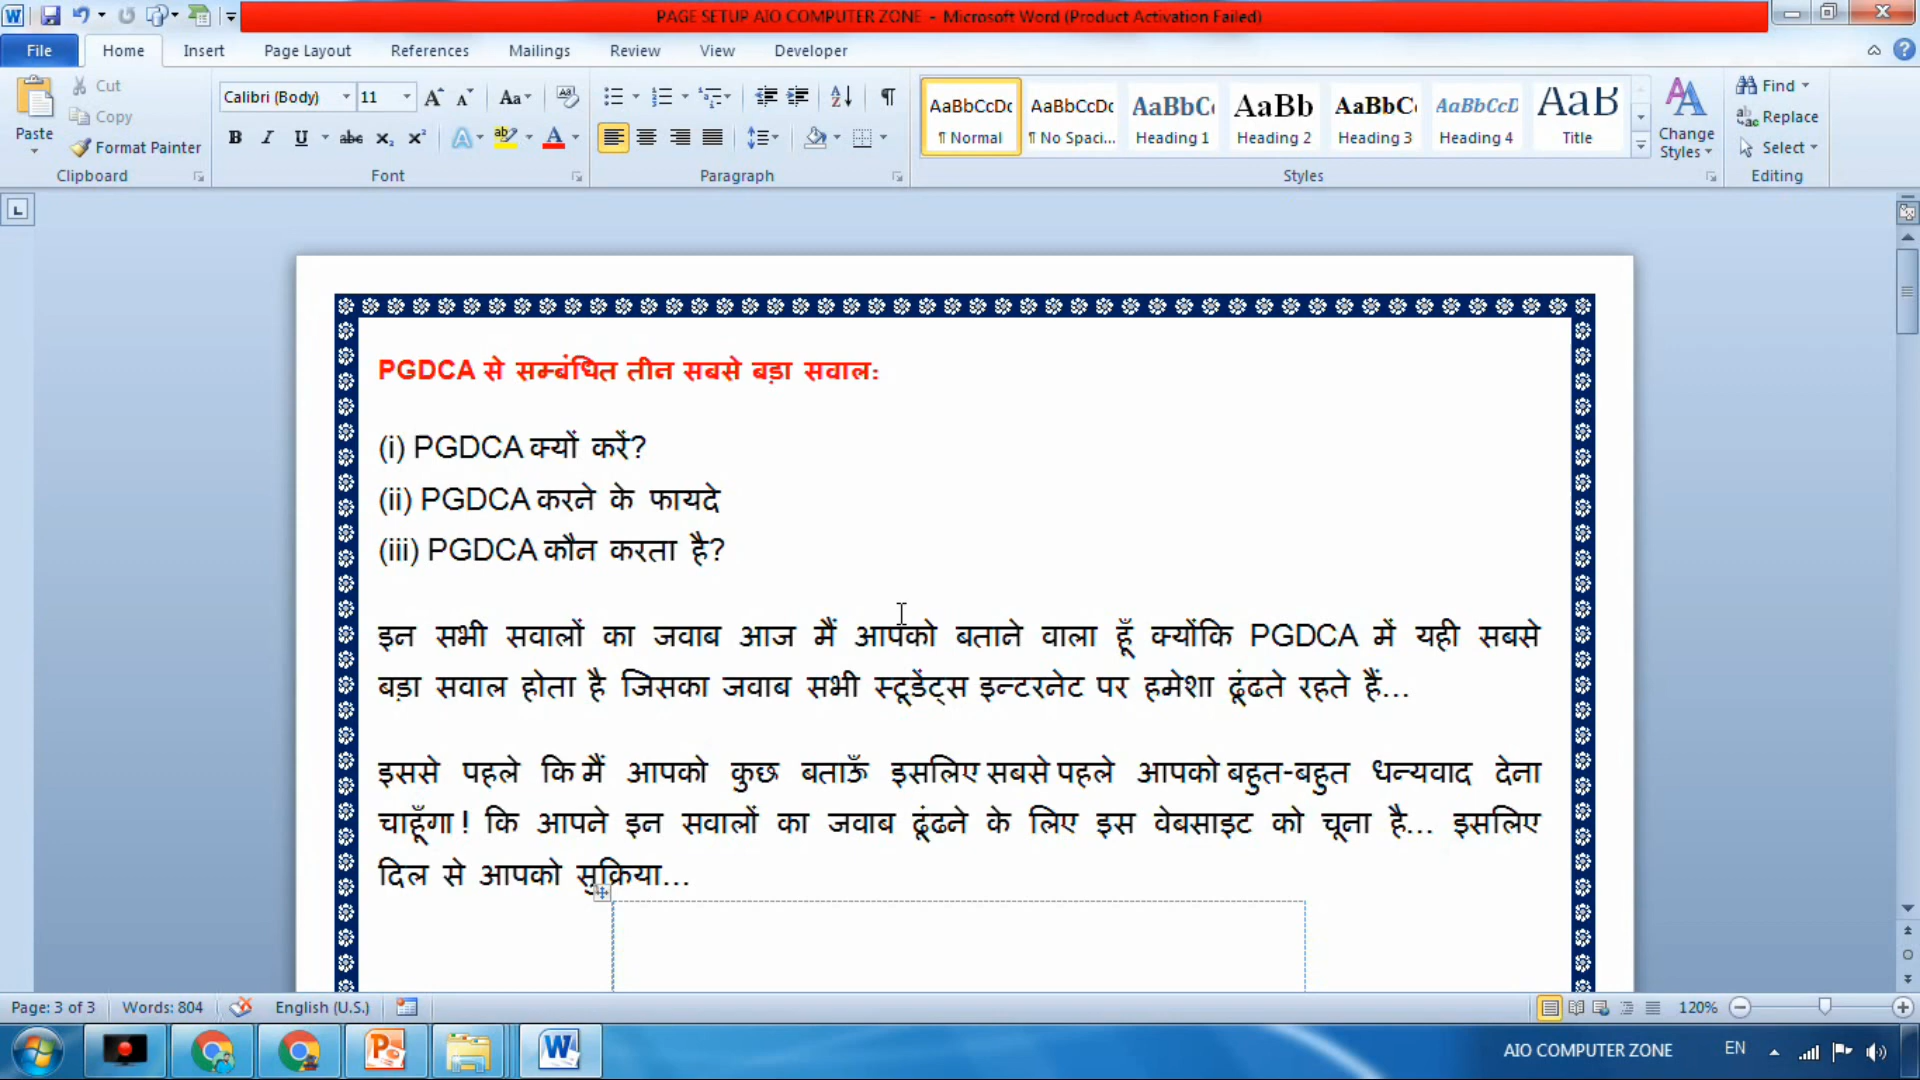 PAGE SETUP AIO COMPUTER ZONE - Microsoft Word (Product Activation Failed)
File Home Insert Page Layout References Mailings Review View Developer
Paste
Cut
Copy
Format Painter
Clipboard
Calibri (Body) 11
Font
Paragraph
AaBbCcDc AaBbCcDc AaBbC AaBb AaBbC AaBbCcD AaB
¶ Normal ¶ No Spaci... Heading 1 Heading 2 Heading 3 Heading 4 Title
Styles
Change Styles
Find
Replace
Select
Editing
PGDCA से सम्बंधित तीन सबसे बड़ा सवाल:
(i) PGDCA क्यों करें?
(ii) PGDCA करने के फायदे
(iii) PGDCA कौन करता है?
इन सभी सवालों का जवाब आज मैं आपको बताने वाला हूँ क्योंकि PGDCA में यही सबसे
बड़ा सवाल होता है जिसका जवाब सभी स्टूडेंट्स इन्टरनेट पर हमेशा ढूंढते रहते हैं...
इससे पहले कि मैं आपको कुछ बताऊँ इसलिए सबसे पहले आपको बहुत-बहुत धन्यवाद देना
चाहूँगा! कि आपने इन सवालों का जवाब ढूंढने के लिए इस वेबसाइट को चूना है... इसलिए
दिल से आपको सुक्रिया...
Page: 3 of 3 Words: 804 English (U.S.) 120%
AIO COMPUTER ZONE EN